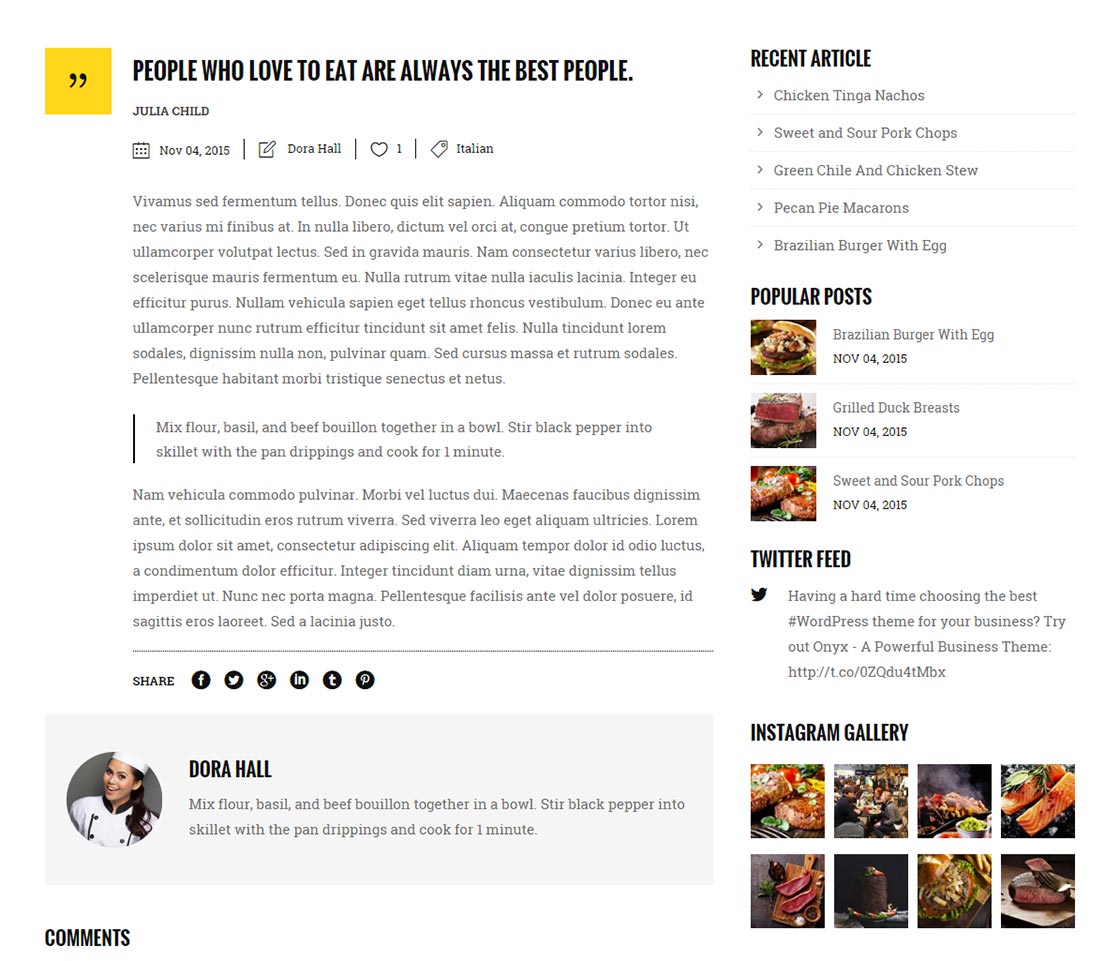 ”
PEOPLE WHO LOVE TO EAT ARE ALWAYS THE BEST PEOPLE.
JULIA CHILD
Nov 04, 2015
Dora Hall
1
Italian
Vivamus sed fermentum tellus. Donec quis elit sapien. Aliquam commodo tortor nisi,
nec varius mi finibus at. In nulla libero, dictum vel orci at, congue pretium tortor. Ut
ullamcorper volutpat lectus. Sed in gravida mauris. Nam consectetur varius libero, nec
scelerisque mauris fermentum eu. Nulla rutrum vitae nulla iaculis lacinia. Integer eu
efficitur purus. Nullam vehicula sapien eget tellus rhoncus vestibulum. Donec eu ante
ullamcorper nunc rutrum efficitur tincidunt sit amet felis. Nulla tincidunt lorem
sodales, dignissim nulla non, pulvinar quam. Sed cursus massa et rutrum sodales.
Pellentesque habitant morbi tristique senectus et netus.
Mix flour, basil, and beef bouillon together in a bowl. Stir black pepper into
skillet with the pan drippings and cook for 1 minute.
Nam vehicula commodo pulvinar. Morbi vel luctus dui. Maecenas faucibus dignissim
ante, et sollicitudin eros rutrum viverra. Sed viverra leo eget aliquam ultricies. Lorem
ipsum dolor sit amet, consectetur adipiscing elit. Aliquam tempor dolor id odio luctus,
a condimentum dolor efficitur. Integer tincidunt diam urna, vitae dignissim tellus
imperdiet ut. Nunc nec porta magna. Pellentesque facilisis ante vel dolor posuere, id
sagittis eros laoreet. Sed a lacinia justo.
SHARE
DORA HALL
Mix flour, basil, and beef bouillon together in a bowl. Stir black pepper into
skillet with the pan drippings and cook for 1 minute.
COMMENTS
RECENT ARTICLE
Chicken Tinga Nachos
Sweet and Sour Pork Chops
Green Chile And Chicken Stew
Pecan Pie Macarons
Brazilian Burger With Egg
POPULAR POSTS
Brazilian Burger With Egg
NOV 04, 2015
Grilled Duck Breasts
NOV 04, 2015
Sweet and Sour Pork Chops
NOV 04, 2015
TWITTER FEED
Having a hard time choosing the best
#WordPress theme for your business? Try
out Onyx - A Powerful Business Theme:
http://t.co/0ZQdu4tMbx
INSTAGRAM GALLERY